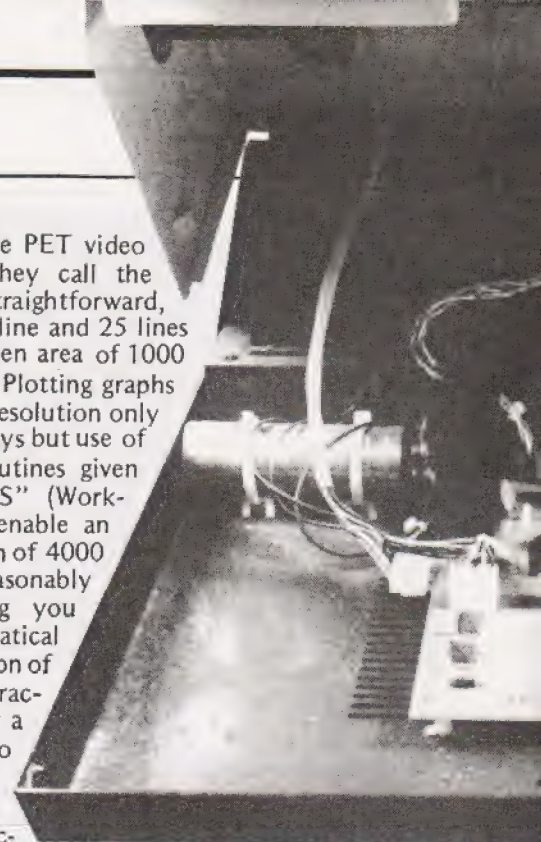 e PET video
hey call the
traightforward,
line and 25 lines
en area of 1000
Plotting graphs
esolution only
ys but use of
utines given
S" (Work-
enable an
n of 4000
asonably
g you
atical
on of
rac-
a
o
c-